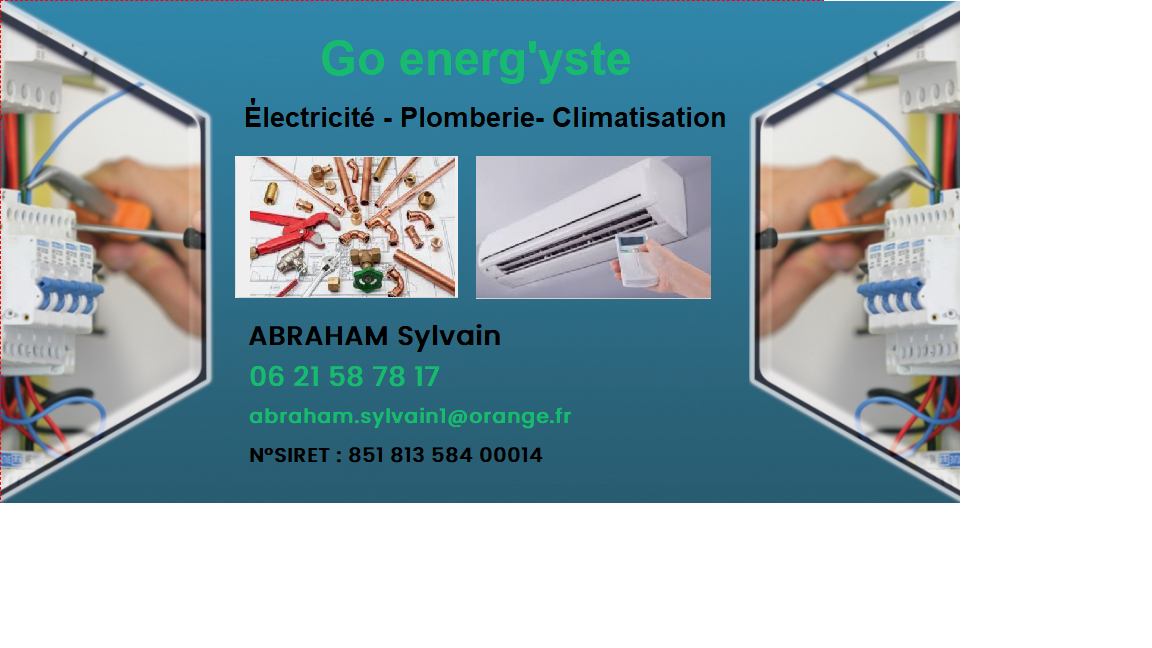 Go energ'yste
Électricité - Plomberie- Climatisation
ABRAHAM Sylvain
06 21 58 78 17
abraham.sylvain1@orange.fr
N°SIRET : 851 813 584 00014